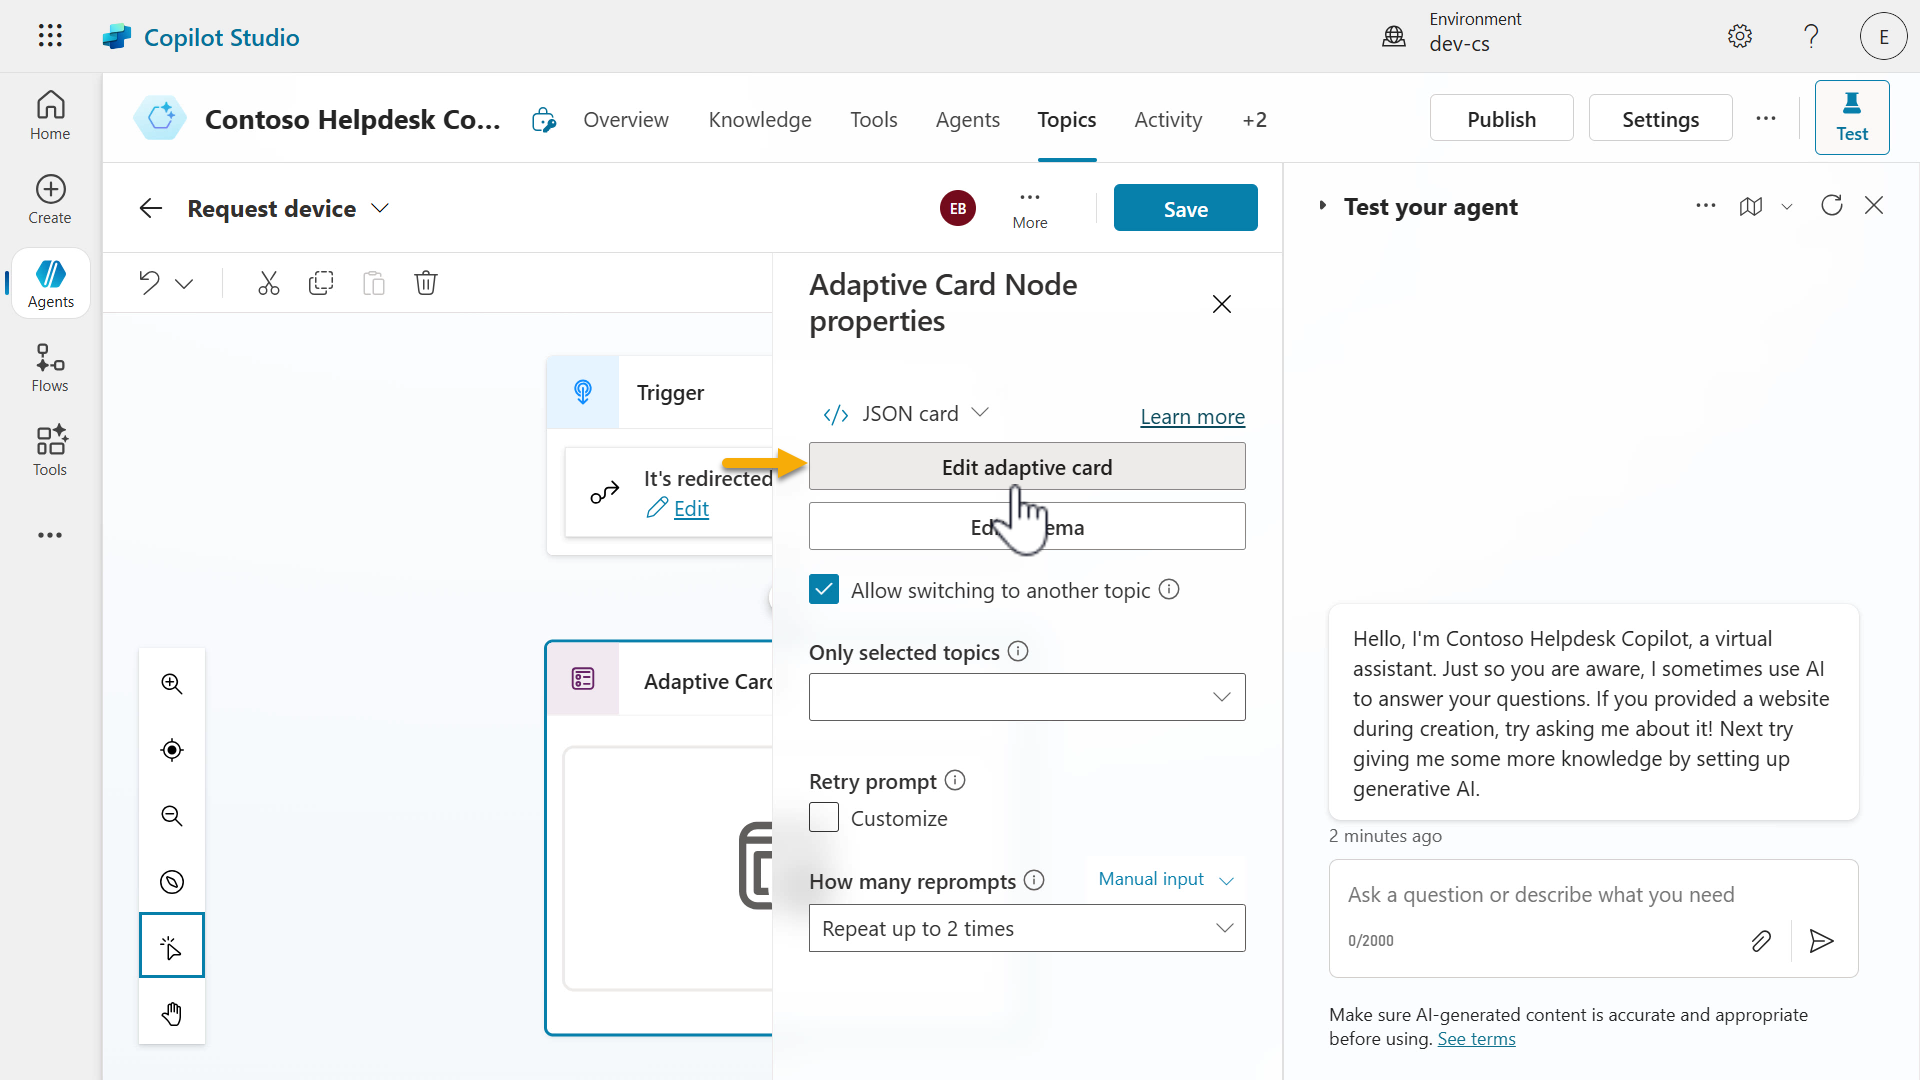 Copilot Studio
Environment
dev-cs
E
Home
Create
Agents
Flows
Tools
Contoso Helpdesk Co...
Overview
Knowledge
Tools
Agents
Topics
Activity
+2
Publish
Settings
Test
Request device
EB
More
Save
Trigger
It's redirected
Edit
Adaptive Card Node
properties
JSON card
Learn more
Edit adaptive card
Allow switching to another topic
Only selected topics
Retry prompt
Customize
How many reprompts
Manual input
Repeat up to 2 times
Adaptive Card
Test your agent
Hello, I'm Contoso Helpdesk Copilot, a virtual
assistant. Just so you are aware, I sometimes use AI
to answer your questions. If you provided a website
during creation, try asking me about it! Next try
giving me some more knowledge by setting up
generative AI.
2 minutes ago
Ask a question or describe what you need
0/2000
Make sure AI-generated content is accurate and appropriate
before using. See terms